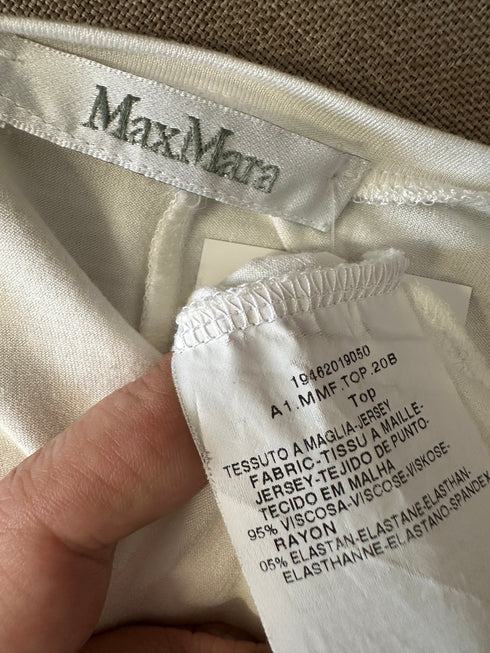 MaxMara
19462019050
A1.MMF.TOP.20B
Top
TESSUTO A MAGLIA-JERSEY
FABRIC-TISSU A MAILLE-
JERSEY-TEJIDO DE PUNTO-
TECIDO EM MALHA
95% VISCOSA-VISCOSE-VISKOSE-
RAYON
05% ELASTAN-ELASTANE-ELASTHAN-
ELASTHANNE-ELASTANO-SPANDEX